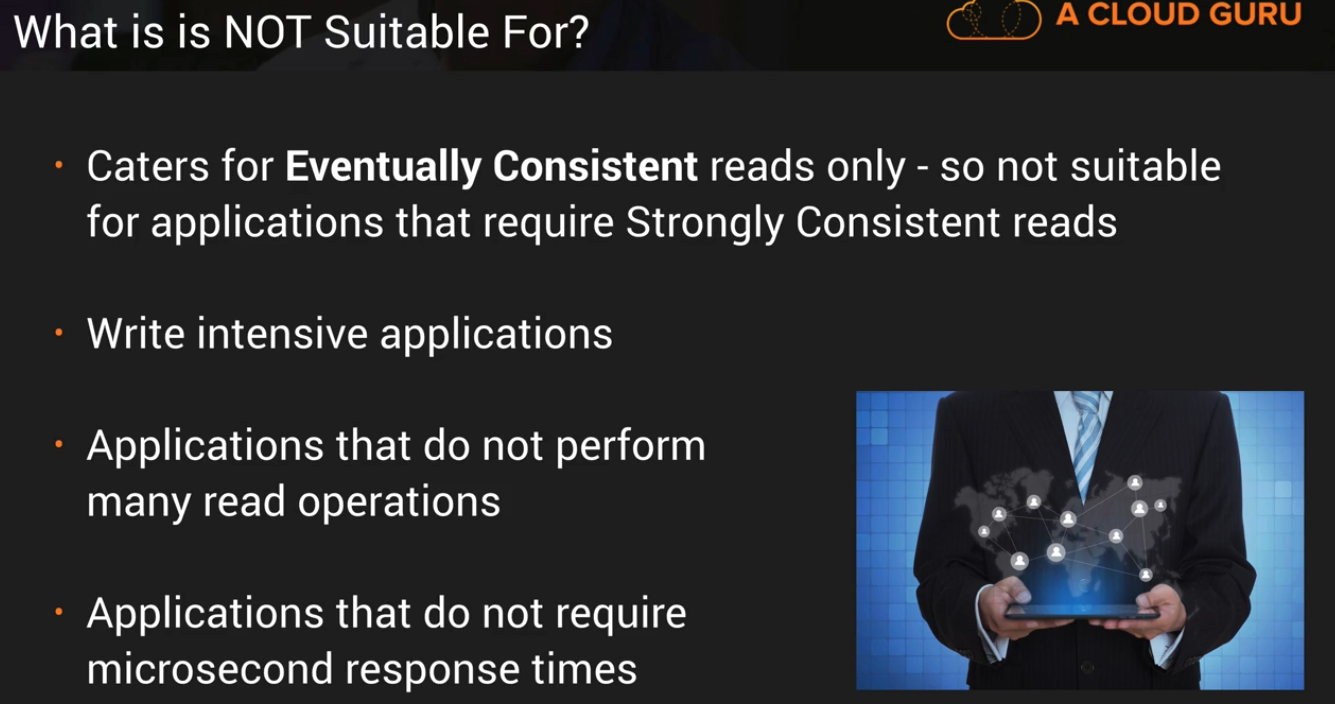 What is is NOT Suitable For?
A CLOUD GURU
• Caters for Eventually Consistent reads only - so not suitable
for applications that require Strongly Consistent reads
• Write intensive applications
• Applications that do not perform
many read operations
• Applications that do not require
microsecond response times